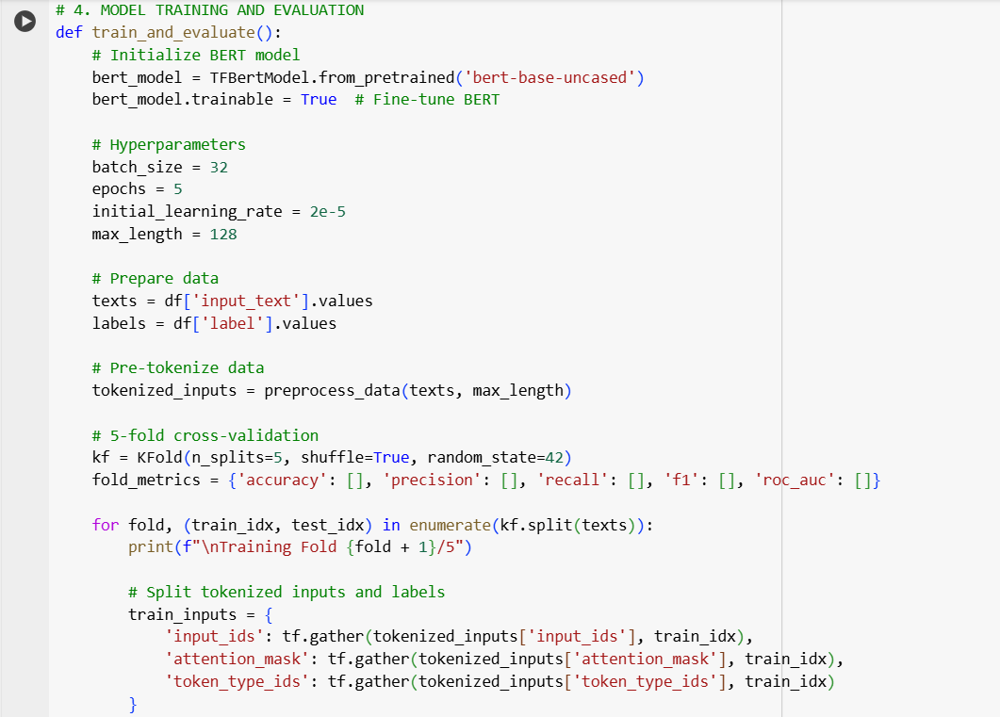 # 4. MODEL TRAINING AND EVALUATION
def train_and_evaluate():
    # Initialize BERT model
    bert_model = TFBertModel.from_pretrained('bert-base-uncased')
    bert_model.trainable = True  # Fine-tune BERT

    # Hyperparameters
    batch_size = 32
    epochs = 5
    initial_learning_rate = 2e-5
    max_length = 128

    # Prepare data
    texts = df['input_text'].values
    labels = df['label'].values

    # Pre-tokenize data
    tokenized_inputs = preprocess_data(texts, max_length)

    # 5-fold cross-validation
    kf = KFold(n_splits=5, shuffle=True, random_state=42)
    fold_metrics = {'accuracy': [], 'precision': [], 'recall': [], 'f1': [], 'roc_auc': []}

    for fold, (train_idx, test_idx) in enumerate(kf.split(texts)):
        print(f"\nTraining Fold {fold + 1}/5")

        # Split tokenized inputs and labels
        train_inputs = {
            'input_ids': tf.gather(tokenized_inputs['input_ids'], train_idx),
            'attention_mask': tf.gather(tokenized_inputs['attention_mask'], train_idx),
            'token_type_ids': tf.gather(tokenized_inputs['token_type_ids'], train_idx)
        }